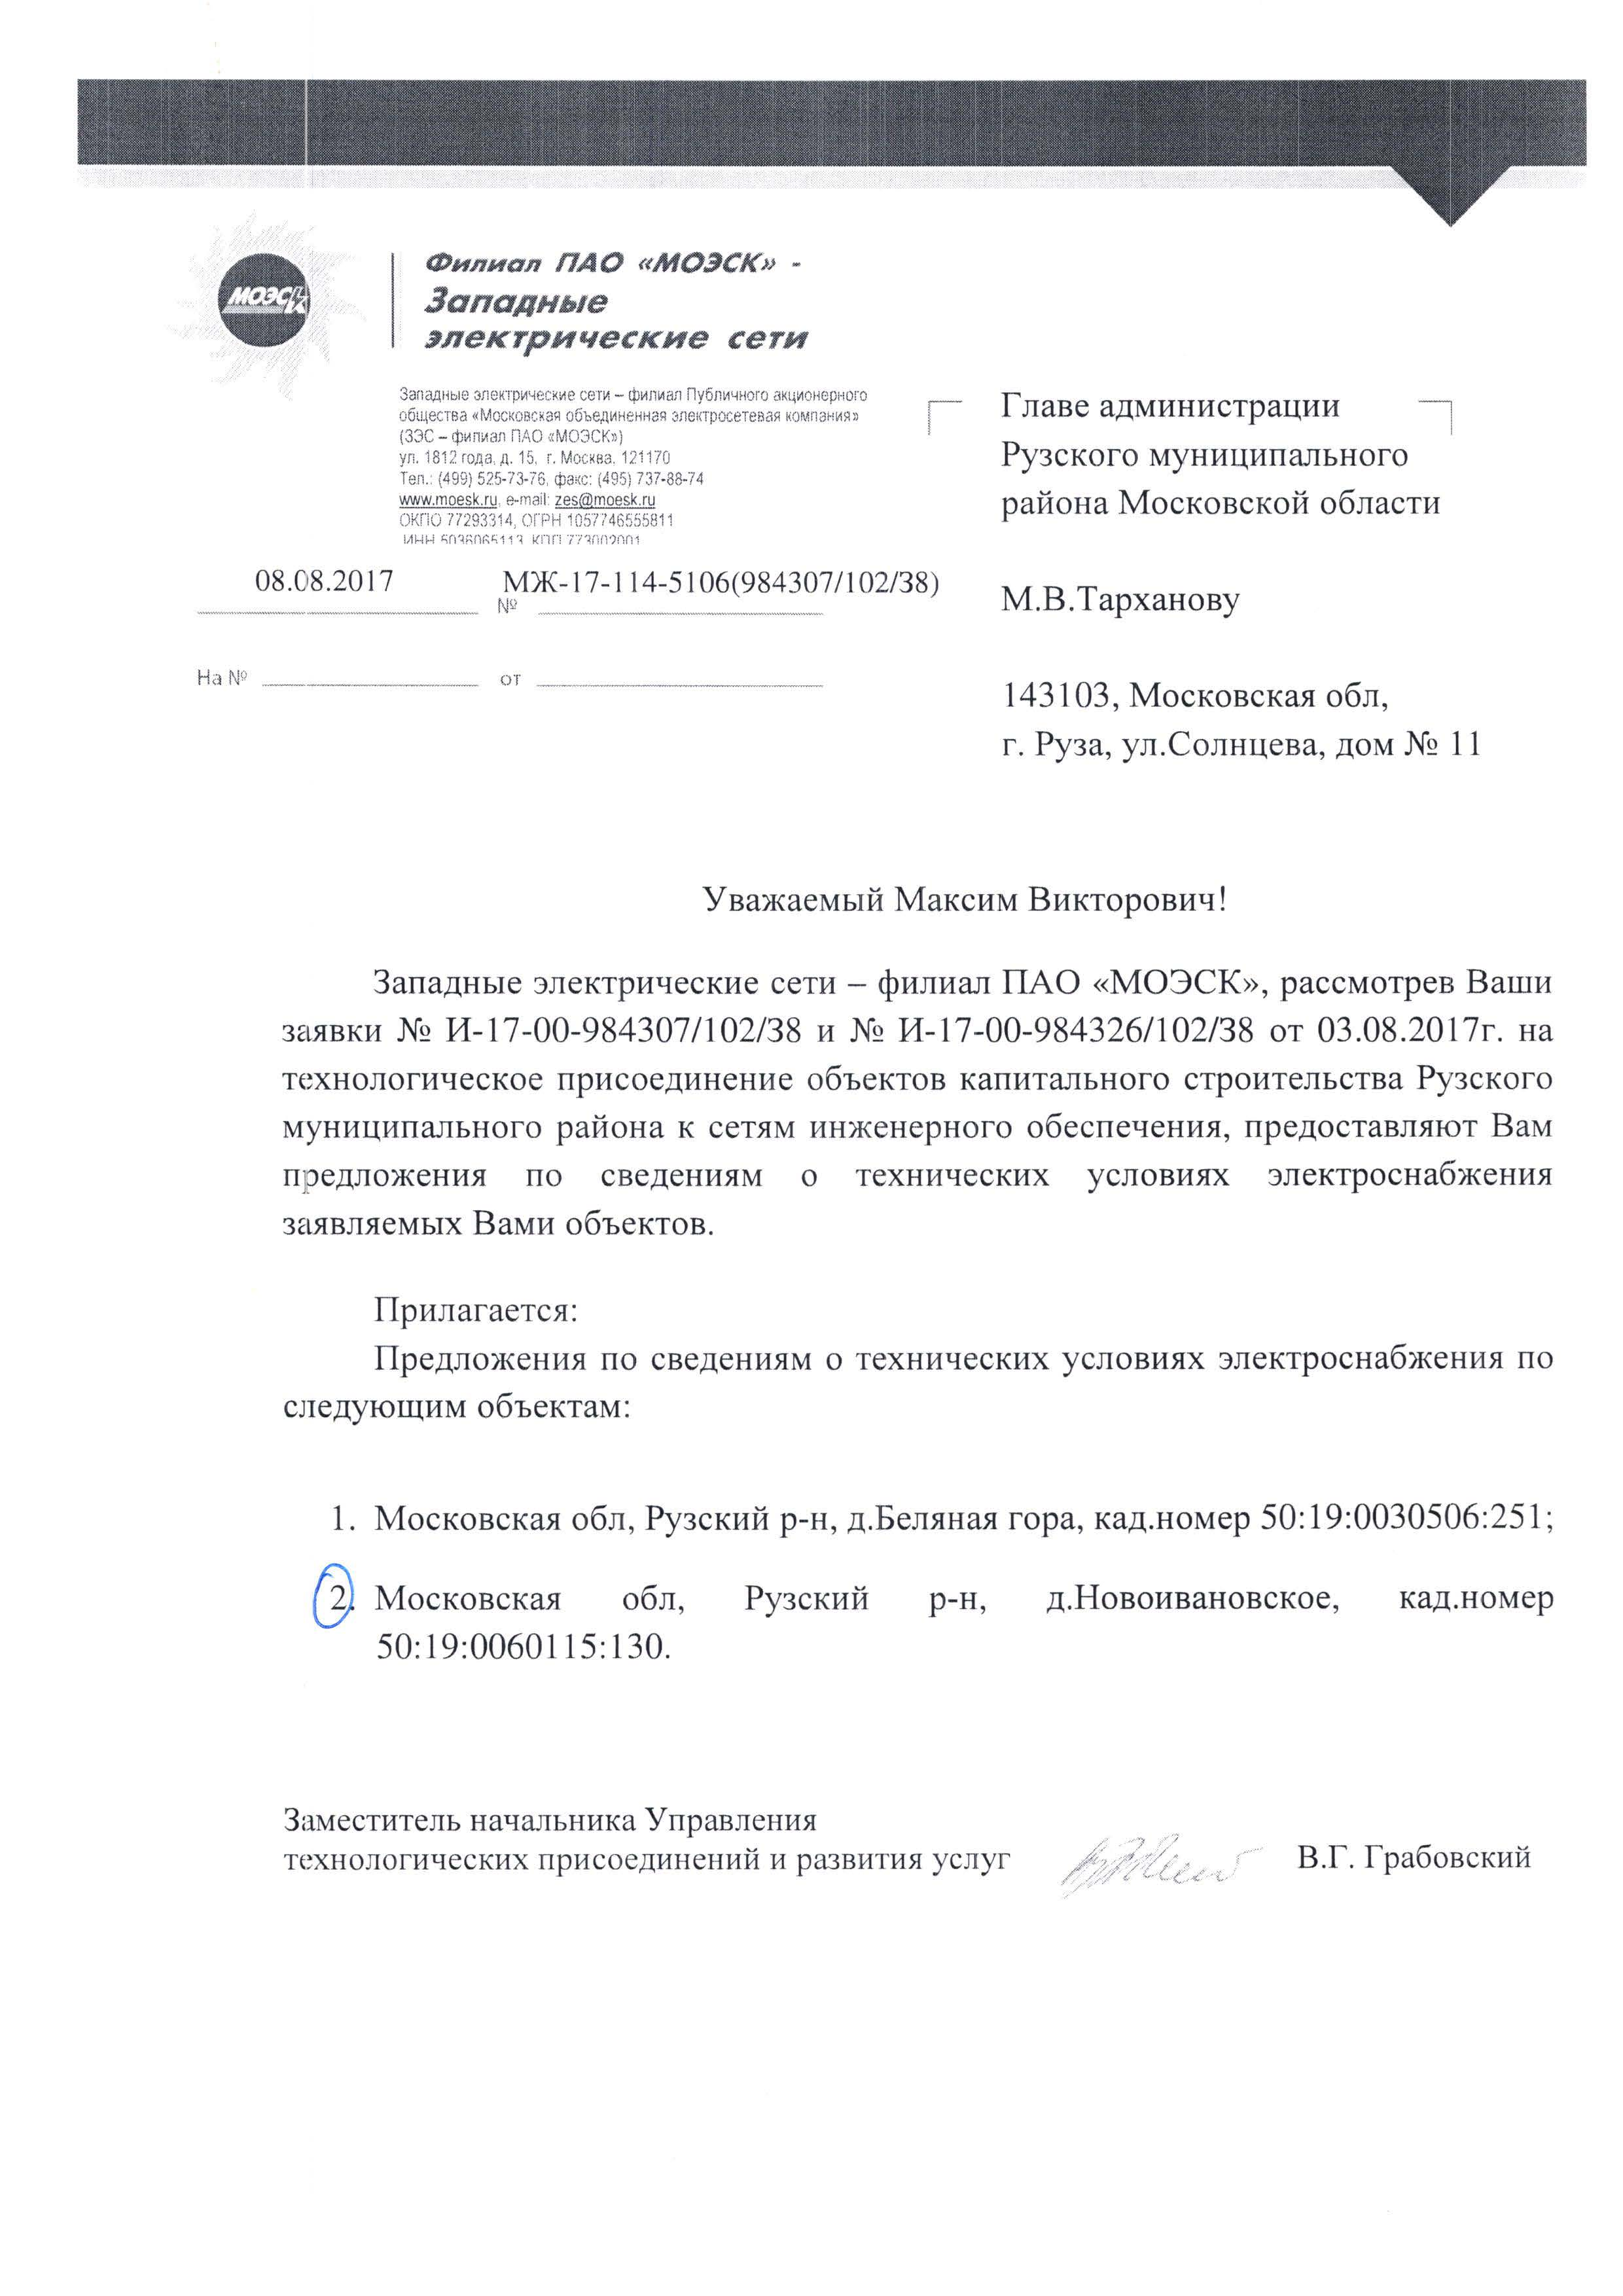 МОЭСК
Филиал ПАО «МОЭСК» -
Западные
электрические сети
Западные электрические сети – филиал Публичного акционерного
общества «Московская объединенная электросетевая компания»
(ЗЭС – филиал ПАО «МОЭСК»)
ул. 1812 года, д. 15, г. Москва, 121170
Тел.: (499) 525-73-76, факс: (495) 737-88-74
www.moesk.ru, e-mail: zes@moesk.ru
ОКПО 77293314, ОГРН 1057746555811
ИНН 5036065113, КПП 773002001
08.08.2017 № МЖ-17-114-5106(984307/102/З8)
На № от
Главе администрации
Рузского муниципального
района Московской области
М.В.Тарханову
143103, Московская обл,
г. Руза, ул.Солнцева, дом № 11
Уважаемый Максим Викторович!
Западные электрические сети – филиал ПАО «МОЭСК», рассмотрев Ваши
заявки № И-17-00-984307/102/З8 и № И-17-00-984326/102/З8 от 03.08.2017г. на
технологическое присоединение объектов капитального строительства Рузского
муниципального района к сетям инженерного обеспечения, предоставляют Вам
предложения по сведениям о технических условиях электроснабжения
заявляемых Вами объектов.
Прилагается:
Предложения по сведениям о технических условиях электроснабжения по
следующим объектам:
1. Московская обл, Рузский р-н, д.Беляная гора, кад.номер 50:19:0030506:251;
2. Московская обл, Рузский р-н, д.Новоивановское, кад.номер
50:19:0060115:130.
Заместитель начальника Управления
технологических присоединений и развития услуг В.Г. Грабовский